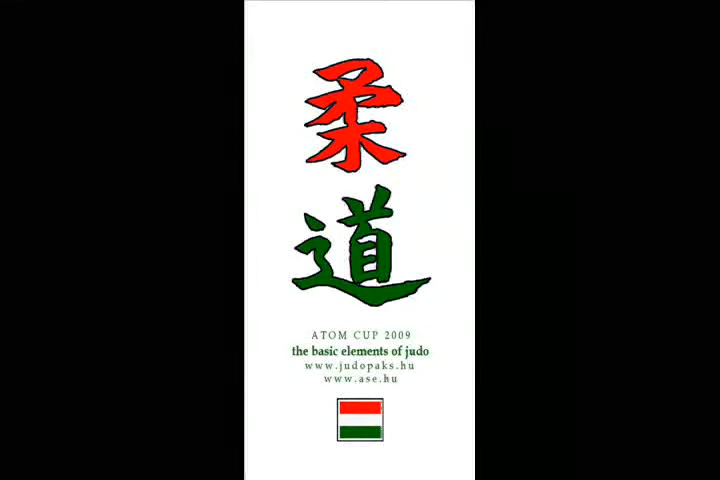 柔
道
ATOM CUP 2009
the basic elements of judo
www.judopaks.hu
www.ase.hu